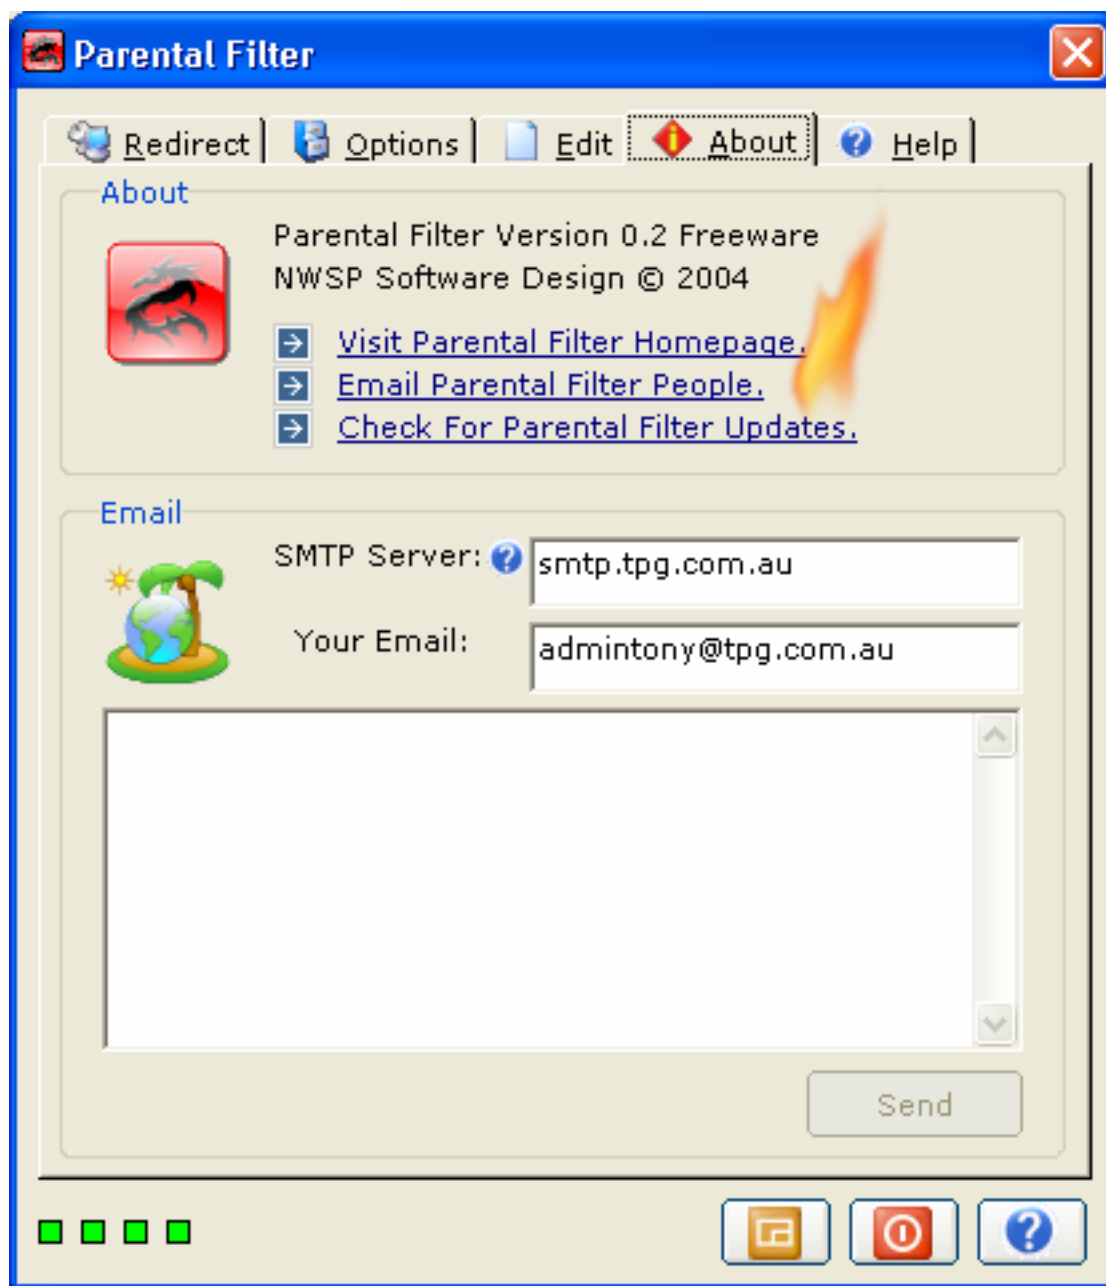 Parental Filter
Redirect Options Edit About Help
About
Parental Filter Version 0.2 Freeware
NWSP Software Design © 2004
Visit Parental Filter Homepage.
Email Parental Filter People.
Check For Parental Filter Updates.
Email
SMTP Server: smtp.tpg.com.au
Your Email: admintony@tpg.com.au
Send